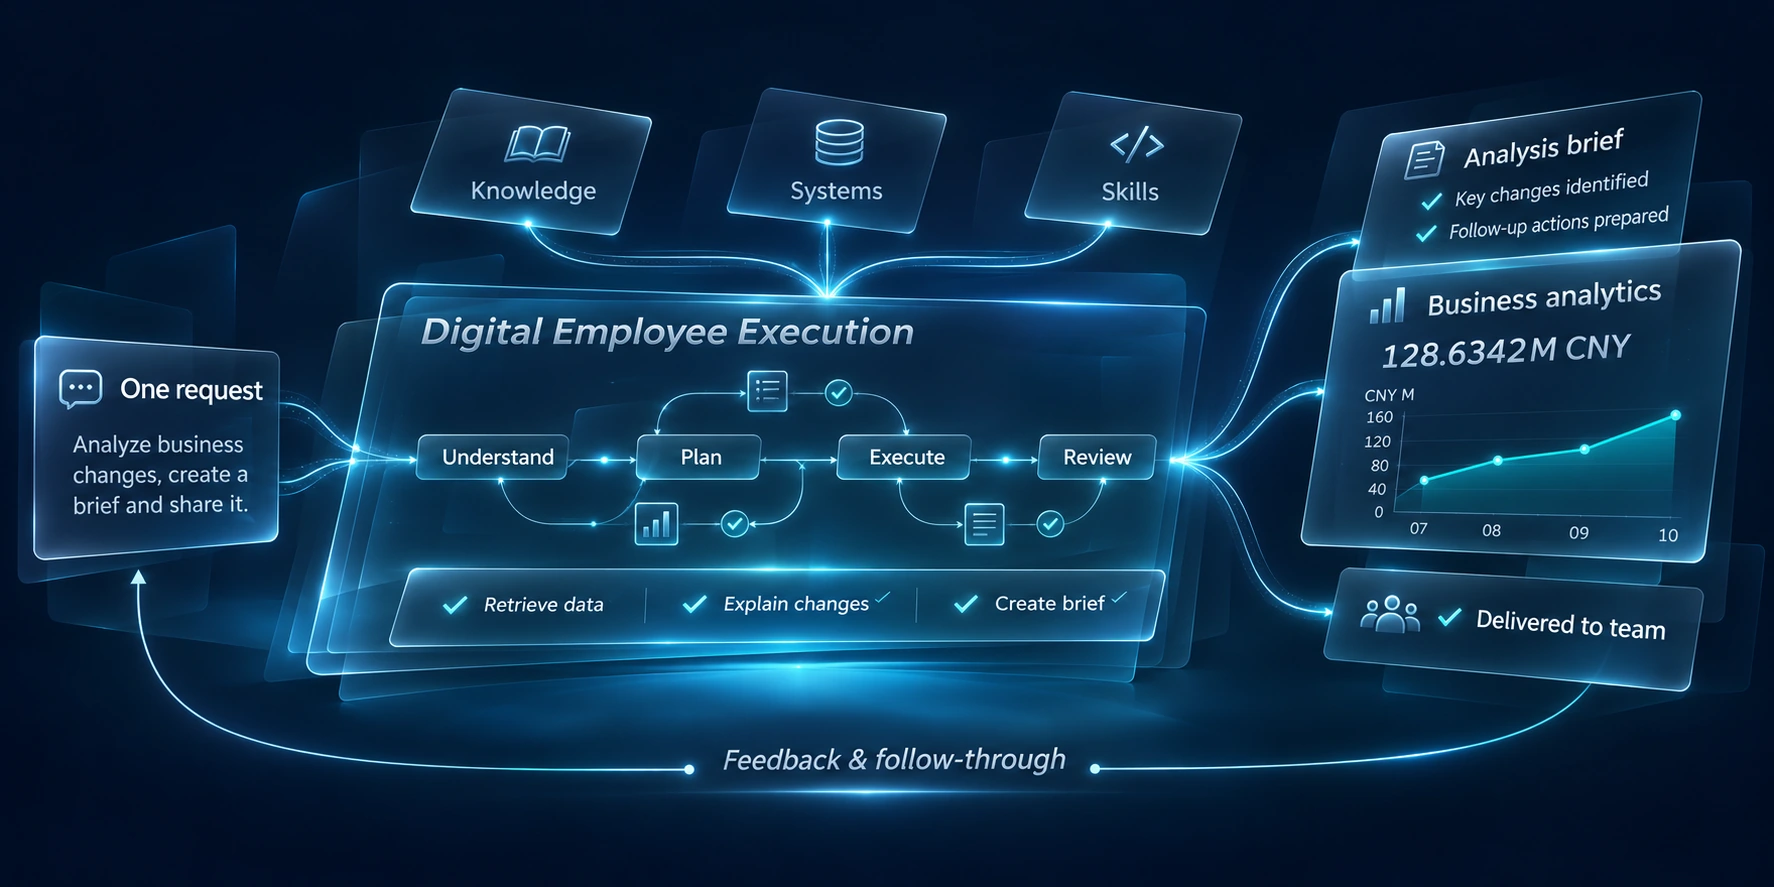 Knowledge
Systems
Skills
Analysis brief
Key changes identified
Follow-up actions prepared
Digital Employee Execution
One request
Analyze business
changes, create a
brief and share it.
Understand
Plan
Execute
Review
Retrieve data
Explain changes
Create brief
Business analytics
128.6342M CNY
CNY M
160
120
80
40
0
07
08
09
10
Delivered to team
Feedback & follow-through